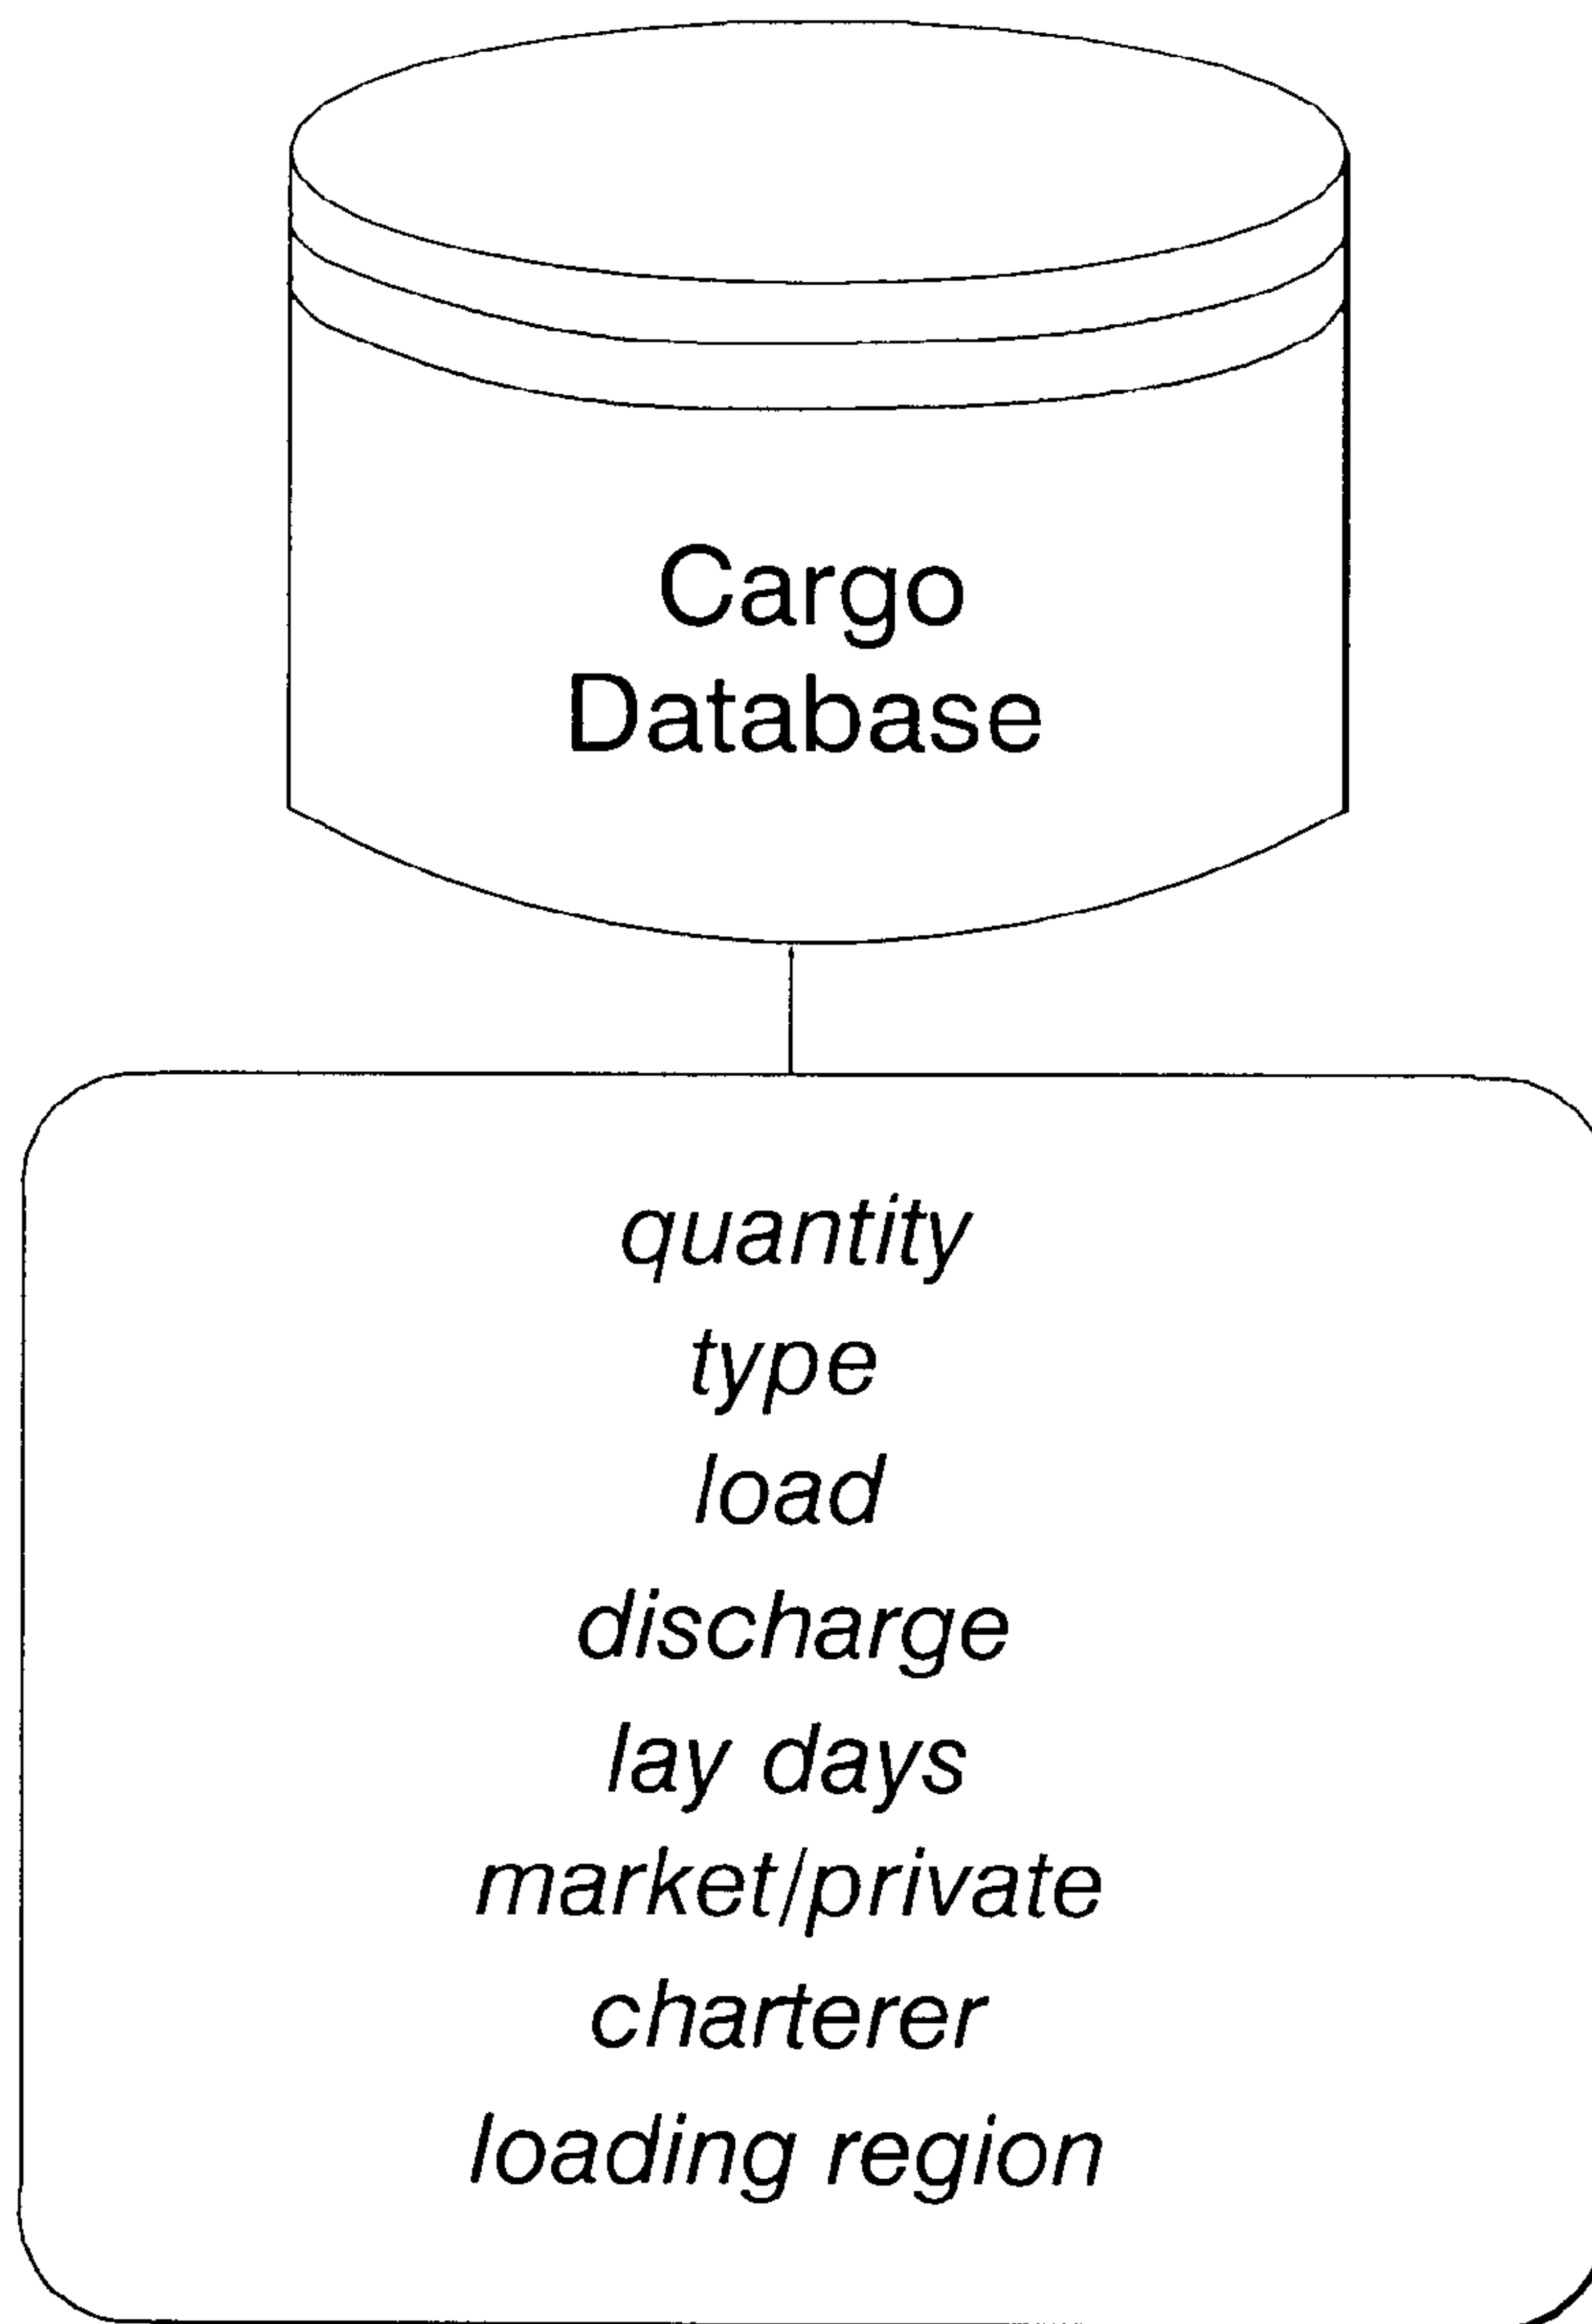 Cargo
Database
quantity
type
load
discharge
lay days
market/private
charterer
loading region